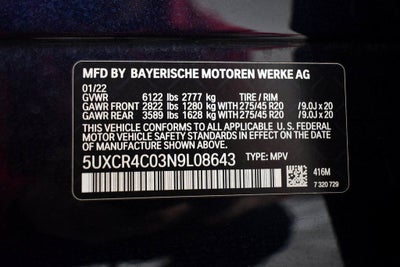 MFD BY BAYERISCHE MOTOREN WERKE AG
01/22
GVWR 6122 lbs 2777 kg TIRE / RIM
GAWR FRONT 2822 lbs 1280 kg WITH 275/45 R20 / 9.0J x 20
GAWR REAR 3589 lbs 1628 kg WITH 275/45 R20 / 9.0J x 20
THIS VEHICLE CONFORMS TO ALL APPLICABLE U. S. FEDERAL
MOTOR VEHICLE SAFETY STANDARDS IN EFFECT ON THE
DATE OF MANUFACTURE SHOWN ABOVE.
5UXCR4C03N9L08643 TYPE: MPV
416M
7 320 729